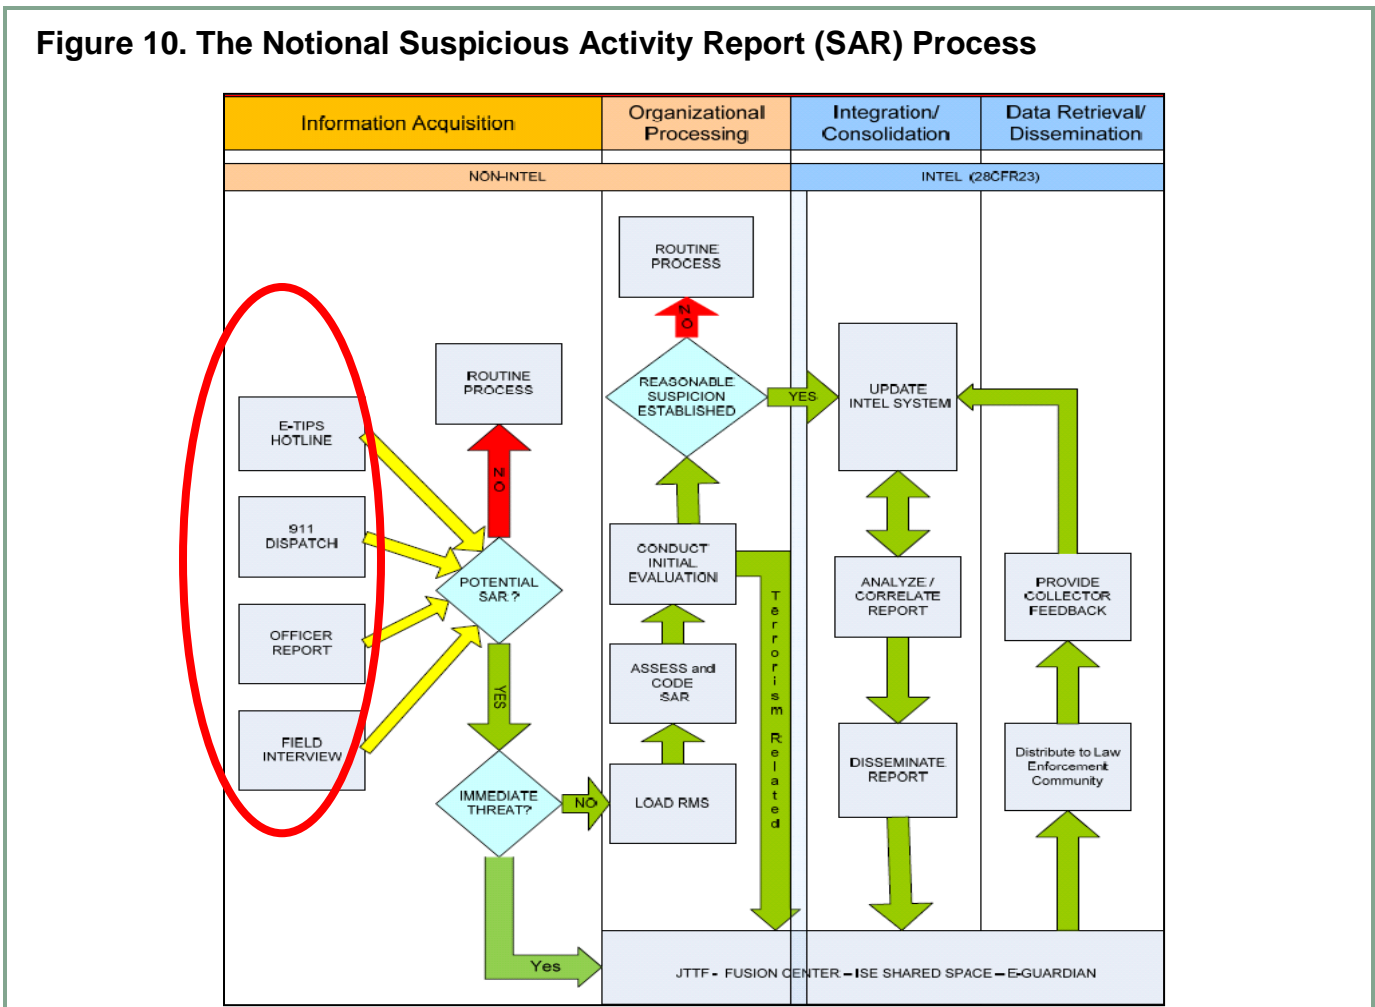 Figure 10. The Notional Suspicious Activity Report (SAR) Process
Information Acquisition
Organizational
Processing
Integration/
Consolidation
Data Retrieval/
Dissemination
NON-INTEL
INTEL (28CFR23)
E-TIPS
HOTLINE
911
DISPATCH
OFFICER
REPORT
FIELD
INTERVIEW
ROUTINE
PROCESS
NO
POTENTIAL
SAR?
YES
IMMEDIATE
THREAT?
NO
Yes
ROUTINE
PROCESS
NO
REASONABLE
SUSPICION
ESTABLISHED
YES
CONDUCT
INITIAL
EVALUATION
ASSESS and
CODE
SAR
LOAD RMS
Terrorism Related
UPDATE
INTEL SYSTEM
ANALYZE /
CORRELATE
REPORT
DISSEMINATE
REPORT
PROVIDE
COLLECTOR
FEEDBACK
Distribute to Law
Enforcement
Community
JTTF - FUSION CENTER - ISE SHARED SPACE - E-GUARDIAN